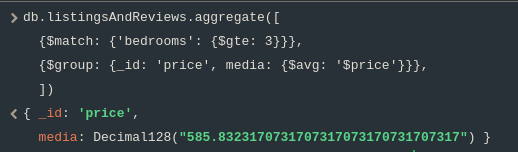 > db.listingsAndReviews.aggregate([
{$match: {'bedrooms': {$gte: 3}}},
{$group: {_id: 'price', media: {$avg: '$price'}}},
])
< { _id: 'price',
media: Decimal128("585.8323170731707317073170731707317") }